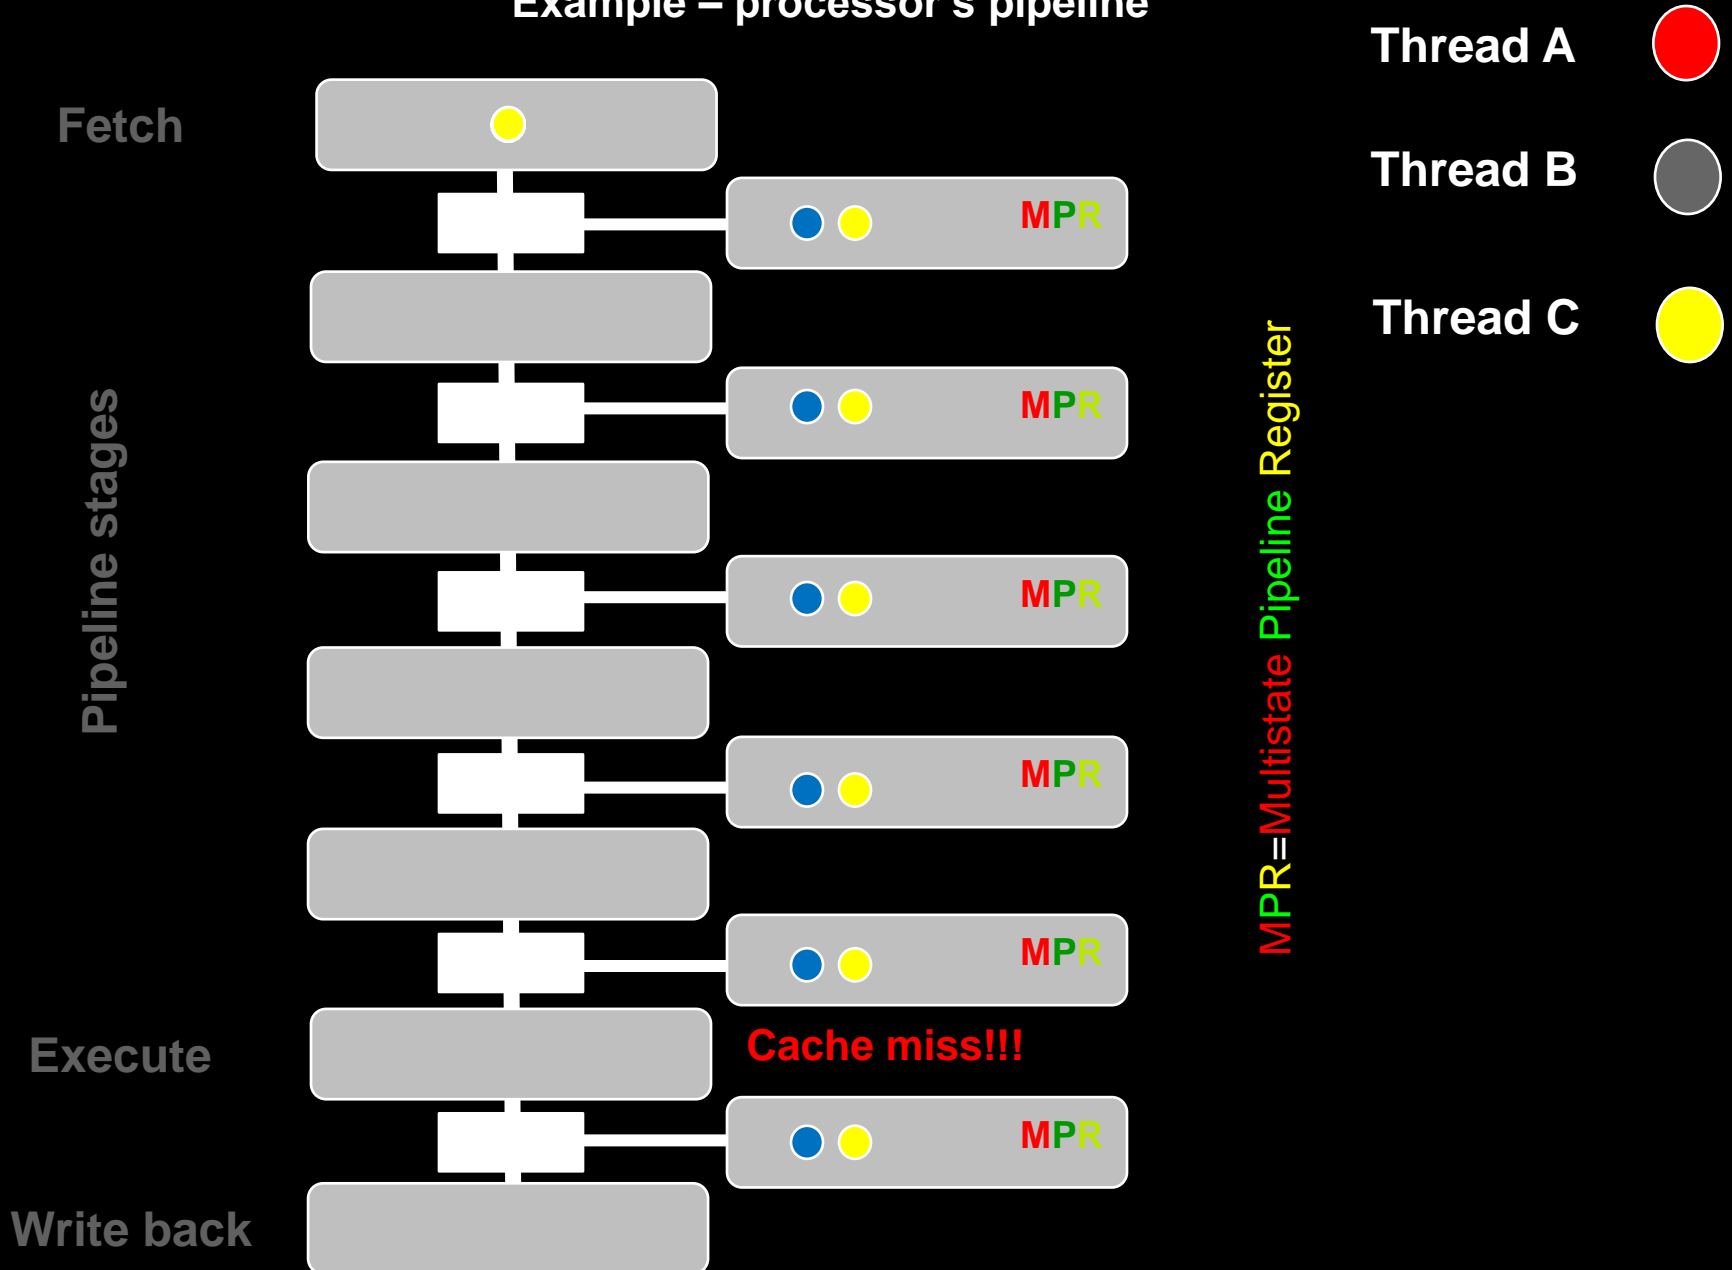 Example – processor's pipeline
Thread A
Fetch
Thread B
MPR
Thread C
MPR
Pipeline stages
MPR=Multistate Pipeline Register
MPR
MPR
MPR
Execute
Cache miss!!!
MPR
Write back